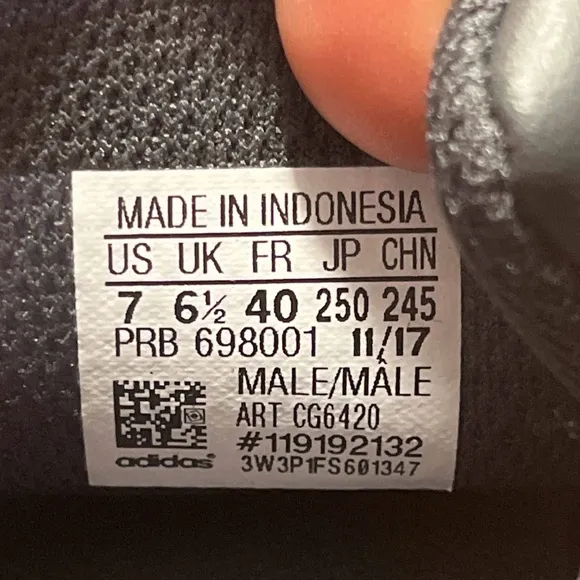 MADE IN INDONESIA
US UK FR JP CHN
7 6½ 40 250 245
PRB 698001 11/17
MALE/MÂLE
ART CG6420
#119192132
adidas 3W3P1FS601347